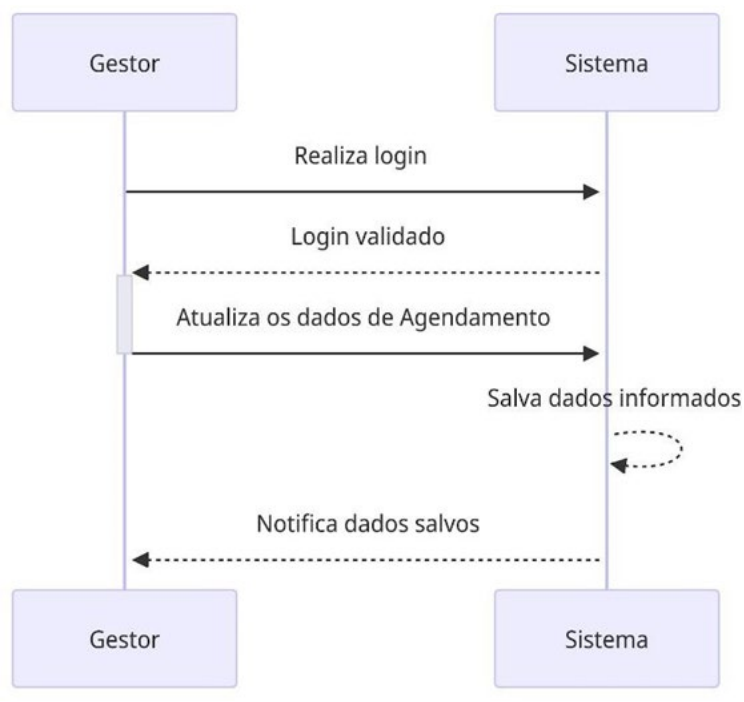 Gestor
Sistema
Realiza login
Login validado
Atualiza os dados de Agendamento
Salva dados informados
Notifica dados salvos
Gestor
Sistema